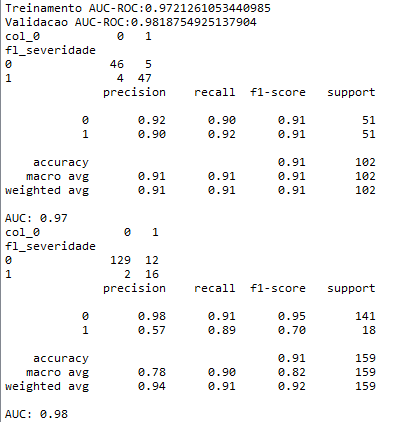 Treinamento AUC-ROC:0.9721261053440985
Validacao AUC-ROC:0.9818754925137904
col_0 0 1
fl_severidade
0 46 5
1 4 47
precision recall f1-score support
0 0.92 0.90 0.91 51
1 0.90 0.92 0.91 51
accuracy 0.91 102
macro avg 0.91 0.91 0.91 102
weighted avg 0.91 0.91 0.91 102
AUC: 0.97
col_0 0 1
fl_severidade
0 129 12
1 2 16
precision recall f1-score support
0 0.98 0.91 0.95 141
1 0.57 0.89 0.70 18
accuracy 0.91 159
macro avg 0.78 0.90 0.82 159
weighted avg 0.94 0.91 0.92 159
AUC: 0.98